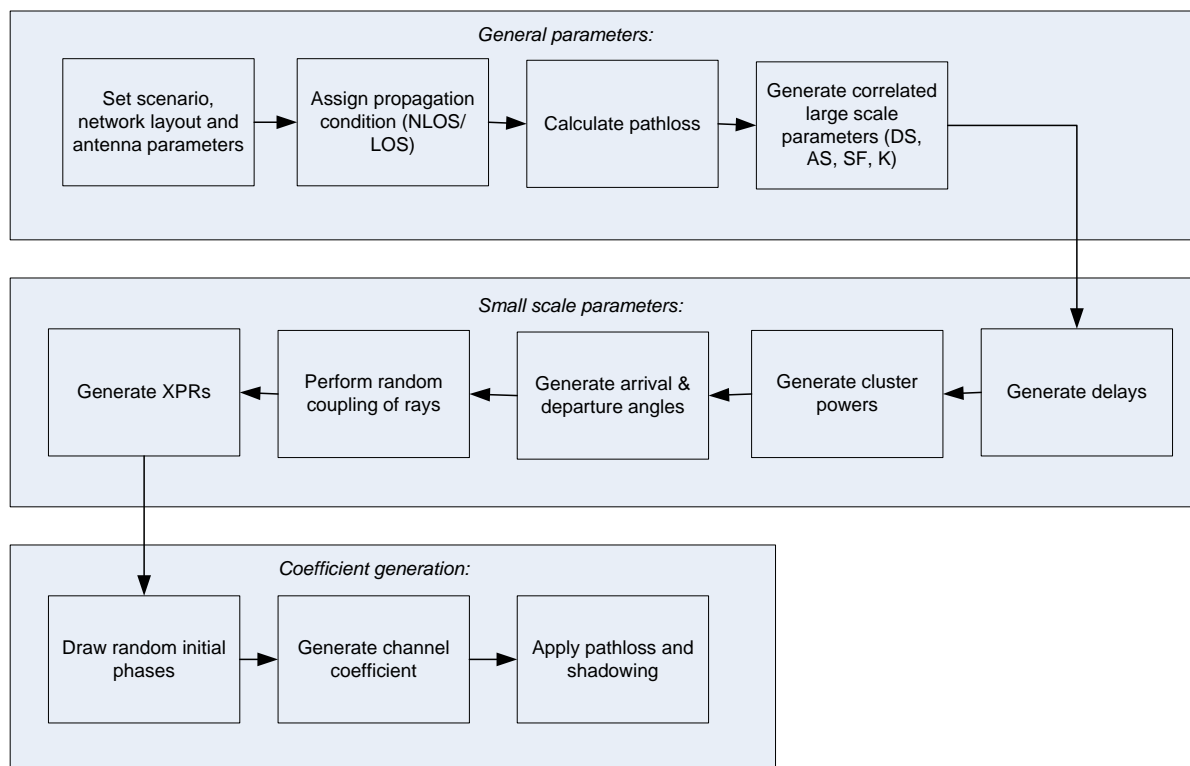 General parameters:
Set scenario,
network layout and
antenna parameters
Assign propagation
condition (NLOS/
LOS)
Calculate pathloss
Generate correlated
large scale
parameters (DS,
AS, SF, K)
Small scale parameters:
Generate XPRs
Perform random
coupling of rays
Generate arrival &
departure angles
Generate cluster
powers
Generate delays
Coefficient generation:
Draw random initial
phases
Generate channel
coefficient
Apply pathloss and
shadowing